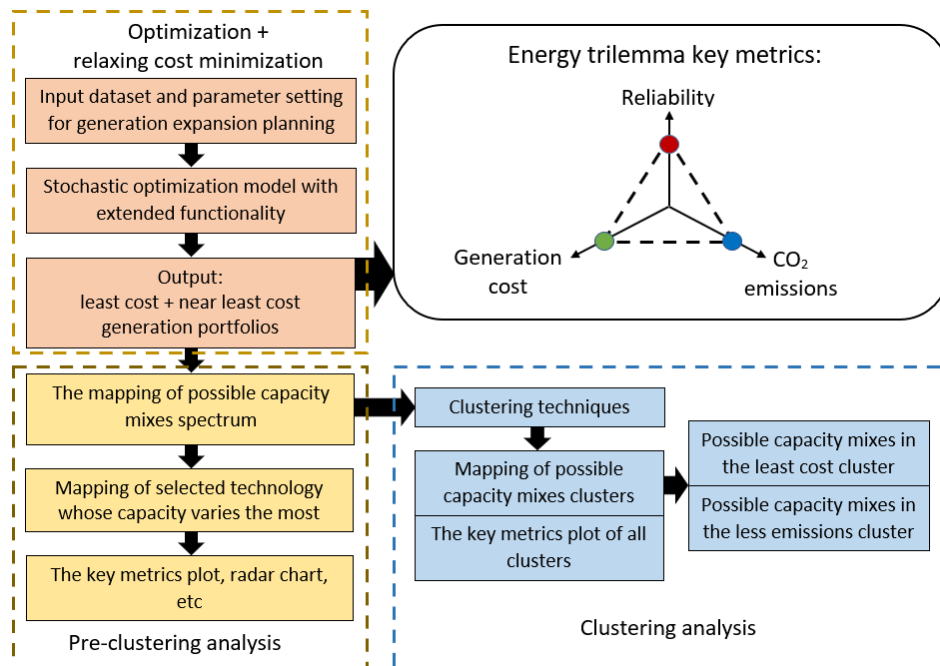 Optimization +
relaxing cost minimization
Input dataset and parameter setting
for generation expansion planning
Stochastic optimization model with
extended functionality
Output:
least cost + near least cost
generation portfolios
Energy trilemma key metrics:
Reliability
Generation
cost
CO₂
emissions
The mapping of possible capacity
mixes spectrum
Mapping of selected technology
whose capacity varies the most
The key metrics plot, radar chart,
etc
Pre-clustering analysis
Clustering techniques
Mapping of possible
capacity mixes clusters
The key metrics plot of all
clusters
Possible capacity mixes in
the least cost cluster
Possible capacity mixes in
the less emissions cluster
Clustering analysis